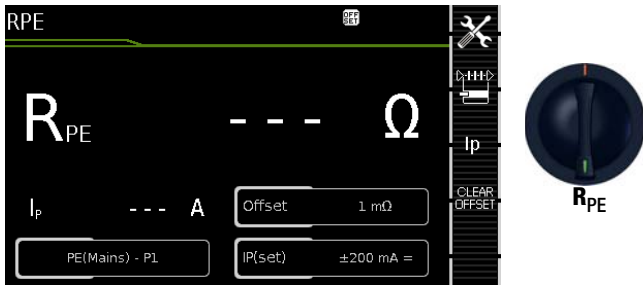 RPE
OFF
SET
RPE --- Ω
Ip
IP --- A
Offset 1 mΩ
CLEAR
OFFSET
PE(Mains) - P1
IP(set) ±200 mA =
RPE